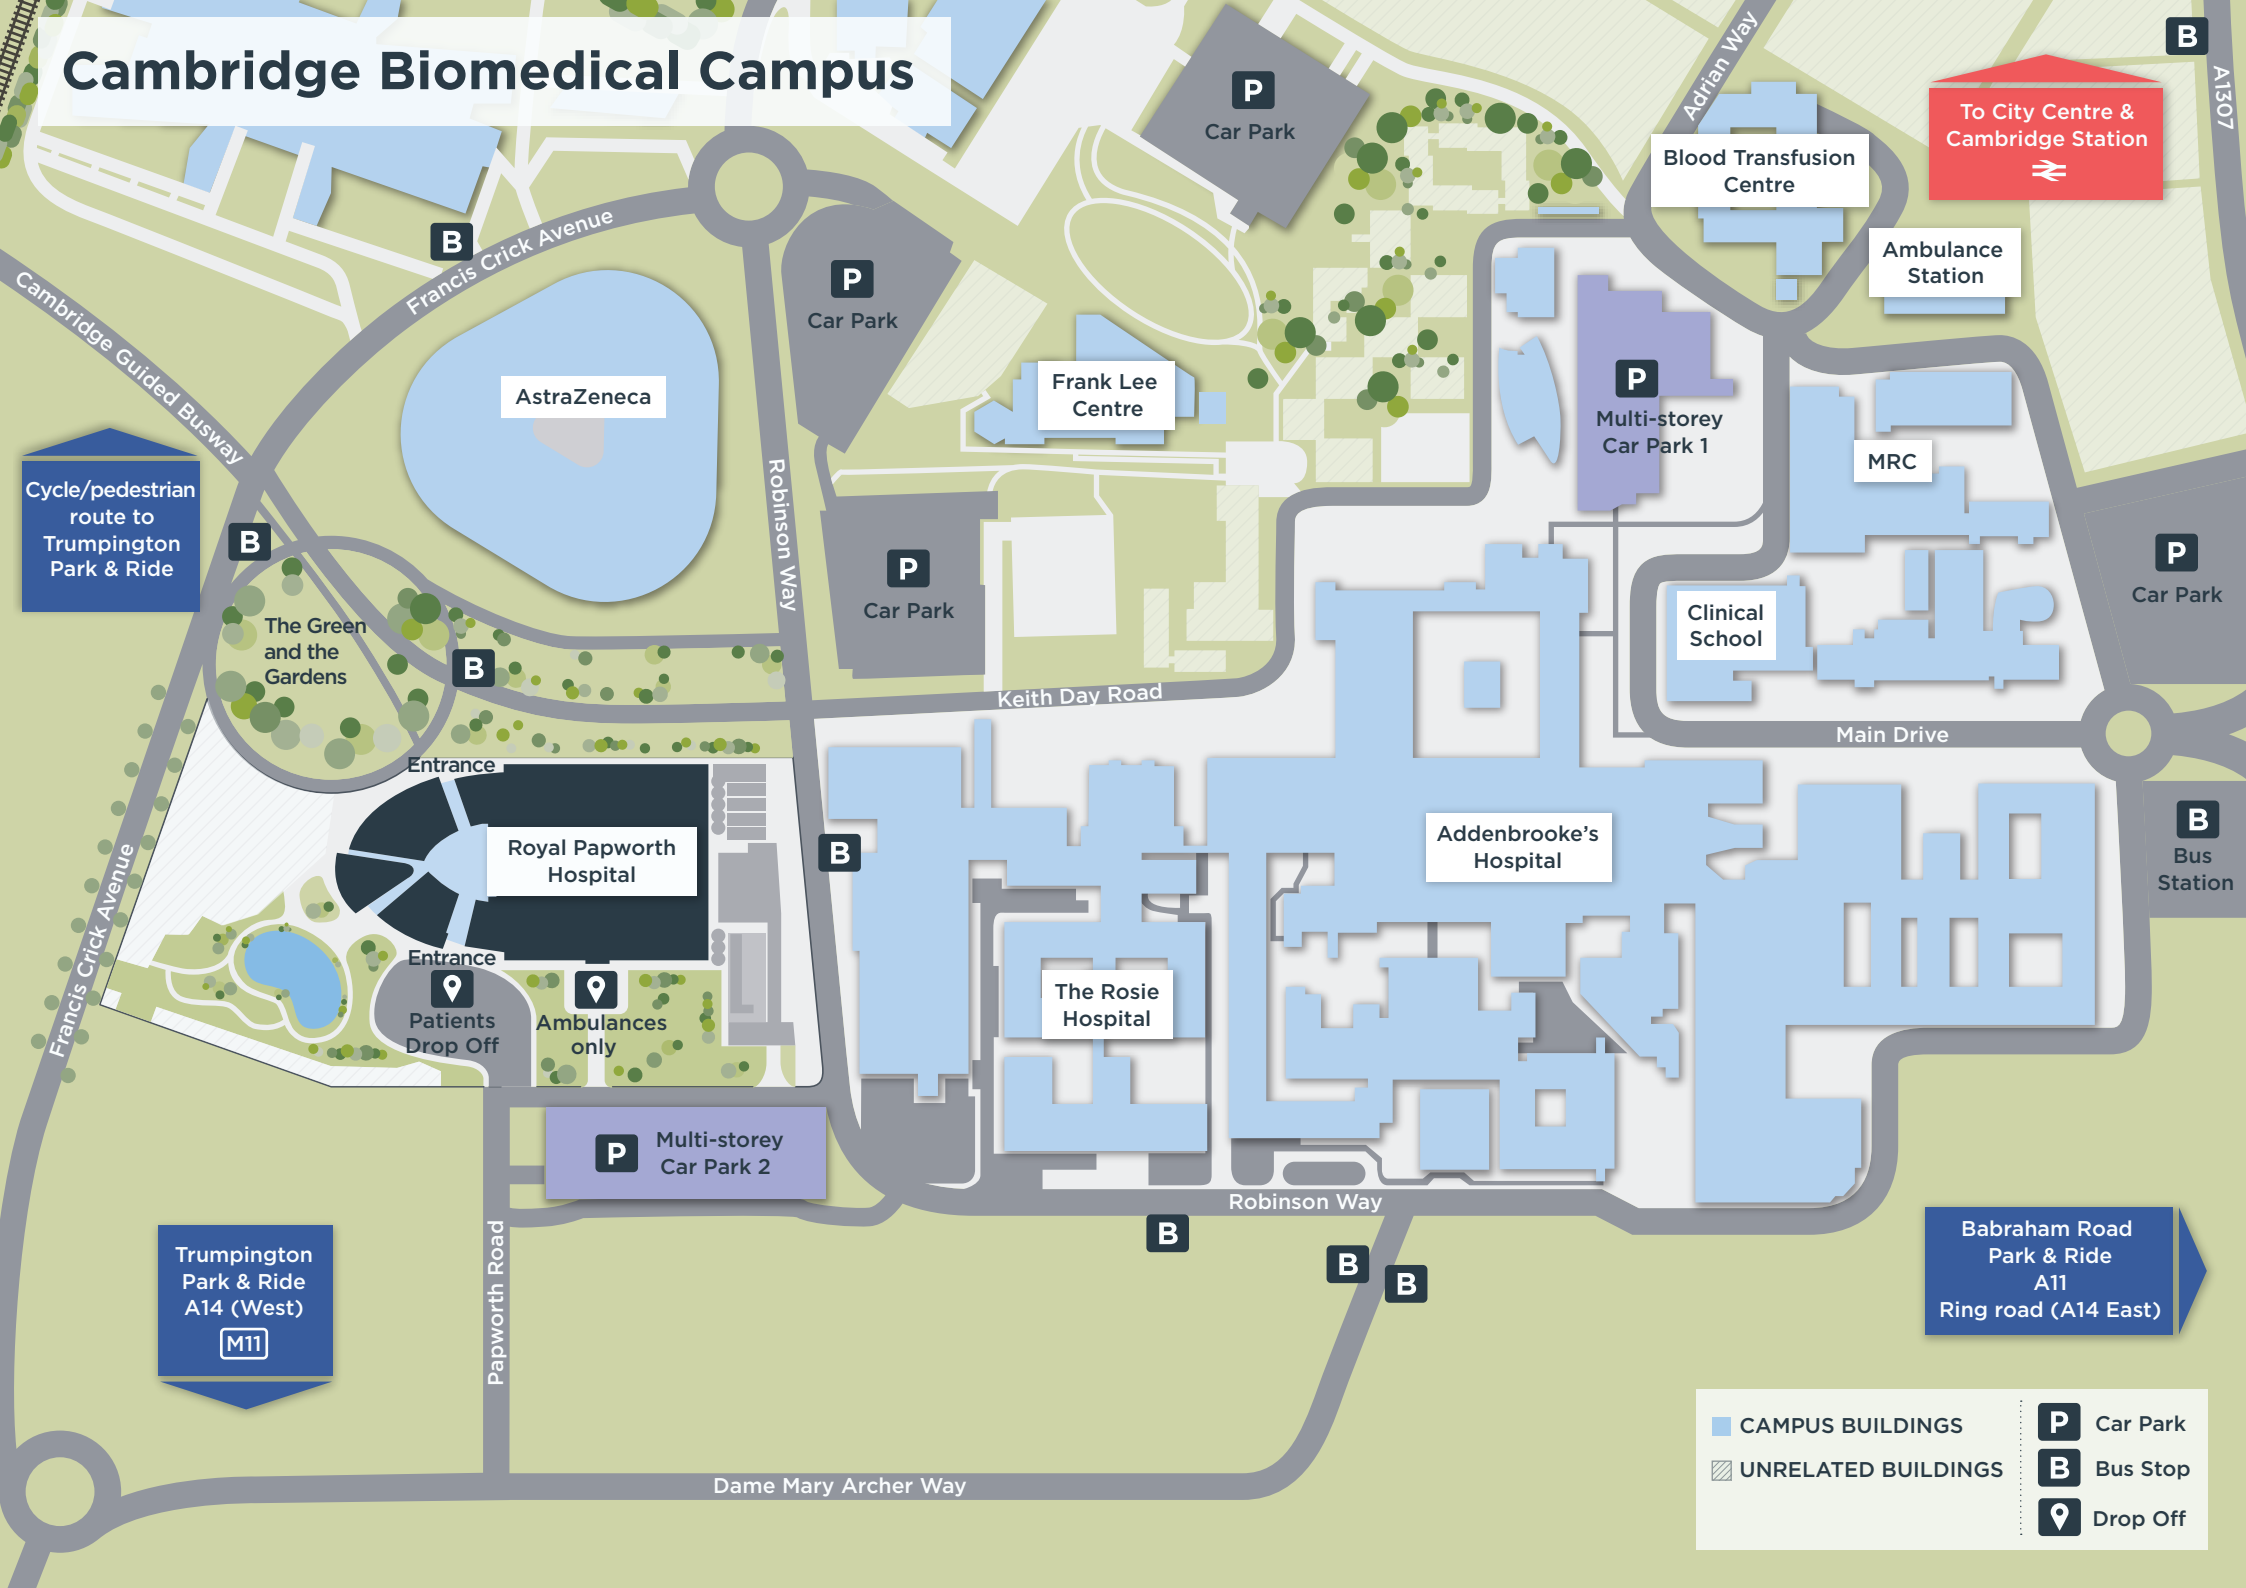 Cambridge Biomedical Campus
B
A1307
Adrian Way
P
Car Park
To City Centre &
Cambridge Station
Blood Transfusion
Centre
Francis Crick Avenue
B
Ambulance
Station
P
Car Park
Cambridge Guided Busway
AstraZeneca
Frank Lee
Centre
P
Multi-storey
Car Park 1
MRC
Cycle/pedestrian
route to
Trumpington
Park & Ride
B
Robinson Way
P
Car Park
P
Car Park
The Green
and the
Gardens
B
Clinical
School
Keith Day Road
Main Drive
Entrance
Royal Papworth
Hospital
B
Addenbrooke's
Hospital
B
Bus
Station
Francis Crick Avenue
Entrance
Patients
Drop Off
Ambulances
only
The Rosie
Hospital
P
Multi-storey
Car Park 2
Robinson Way
B
B
B
Papworth Road
Trumpington
Park & Ride
A14 (West)
M11
Babraham Road
Park & Ride
A11
Ring road (A14 East)
Dame Mary Archer Way
CAMPUS BUILDINGS
UNRELATED BUILDINGS
P Car Park
B Bus Stop
Drop Off